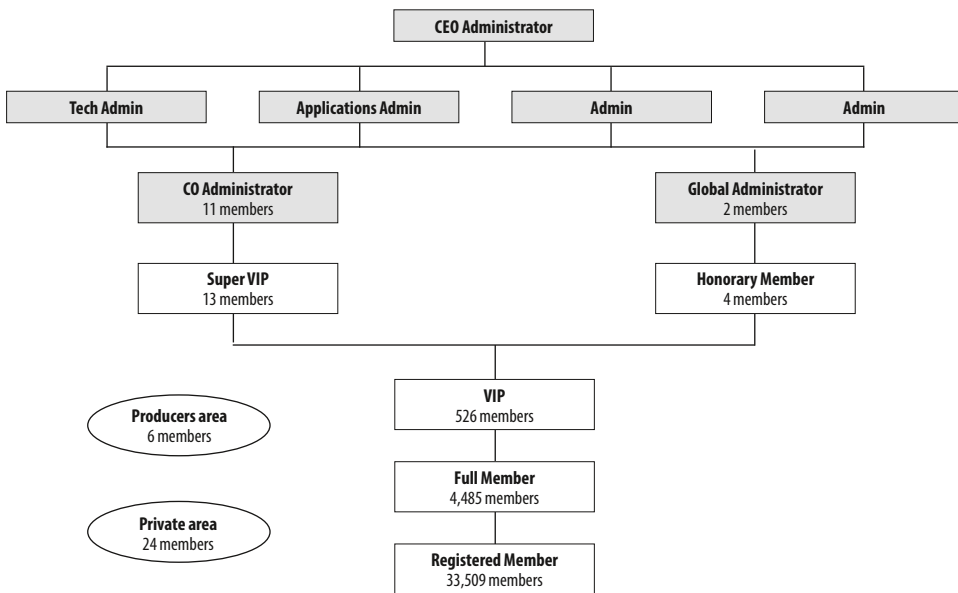 CEO Administrator
Tech Admin
Applications Admin
Admin
Admin
CO Administrator
11 members
Global Administrator
2 members
Super VIP
13 members
Honorary Member
4 members
VIP
526 members
Producers area
6 members
Full Member
4,485 members
Private area
24 members
Registered Member
33,509 members